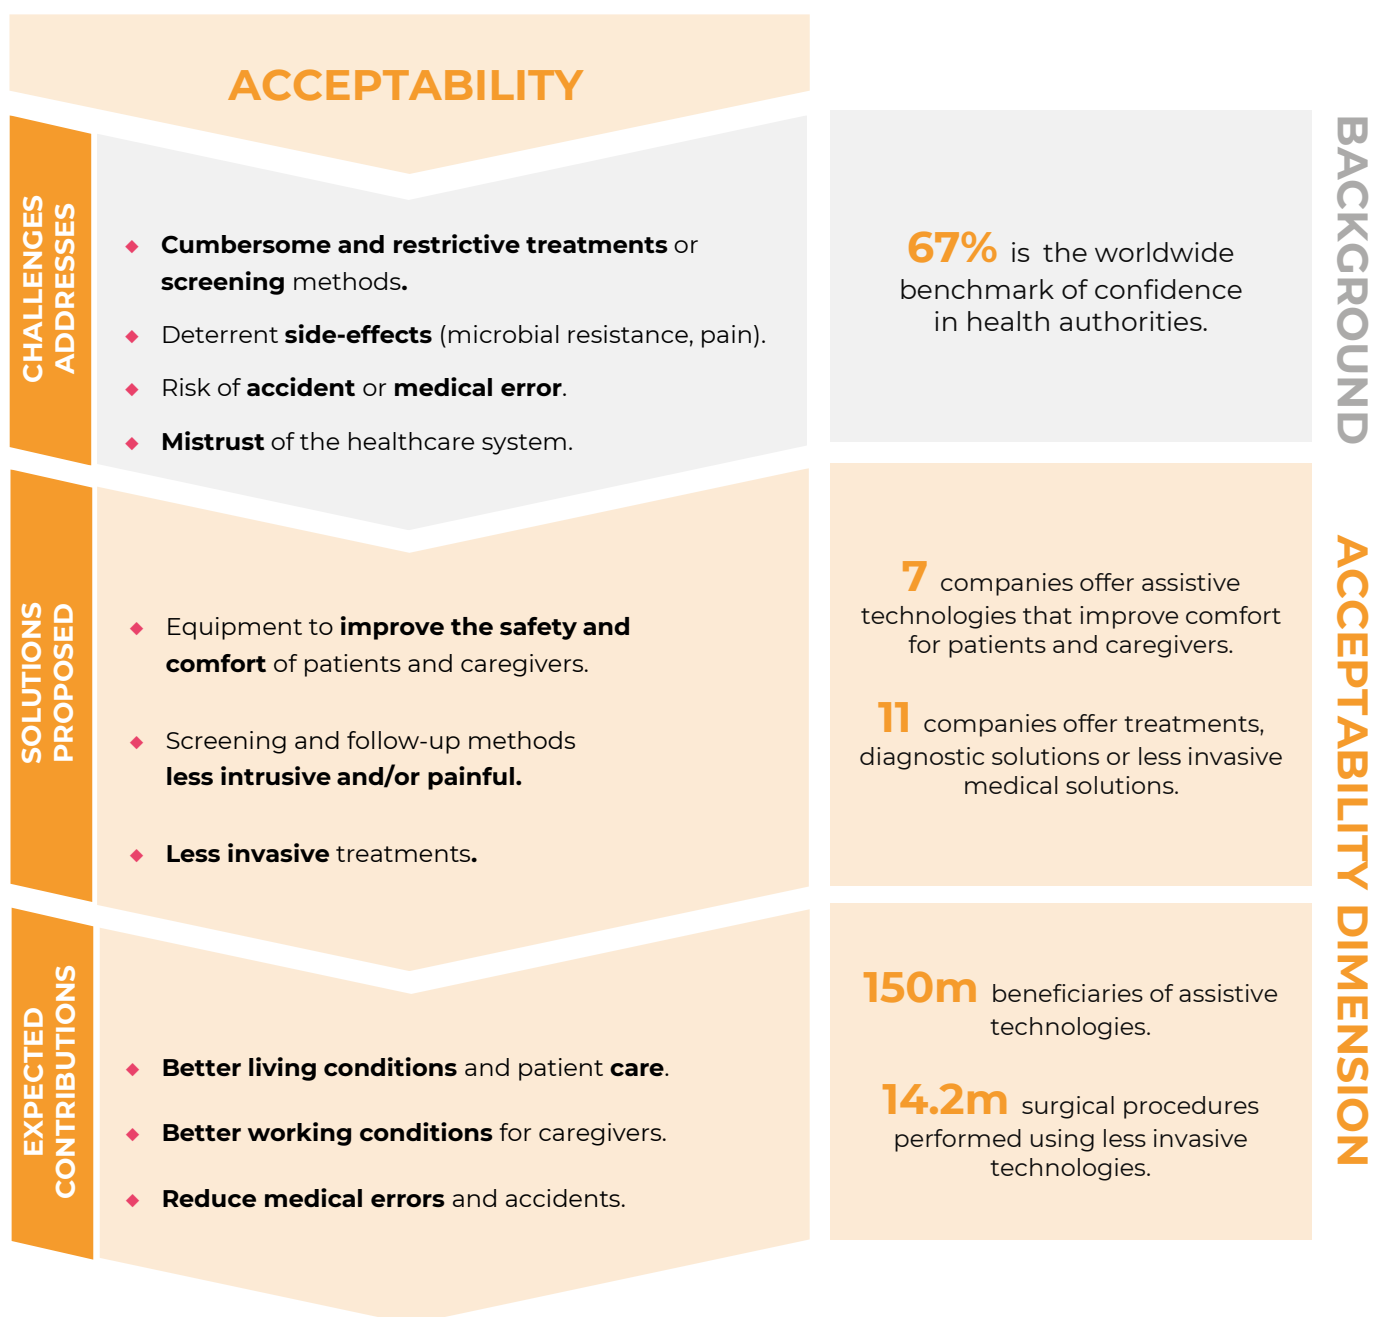 ACCEPTABILITY
CHALLENGES
ADDRESSES
◆ Cumbersome and restrictive treatments or
screening methods.
◆ Deterrent side-effects (microbial resistance, pain).
◆ Risk of accident or medical error.
◆ Mistrust of the healthcare system.
67% is the worldwide
benchmark of confidence
in health authorities.
BACKGROUND
SOLUTIONS
PROPOSED
◆ Equipment to improve the safety and
comfort of patients and caregivers.
◆ Screening and follow-up methods
less intrusive and/or painful.
◆ Less invasive treatments.
7 companies offer assistive
technologies that improve comfort
for patients and caregivers.
11 companies offer treatments,
diagnostic solutions or less invasive
medical solutions.
EXPECTED
CONTRIBUTIONS
◆ Better living conditions and patient care.
◆ Better working conditions for caregivers.
◆ Reduce medical errors and accidents.
150m beneficiaries of assistive
technologies.
14.2m surgical procedures
performed using less invasive
technologies.
ACCEPTABILITY DIMENSION